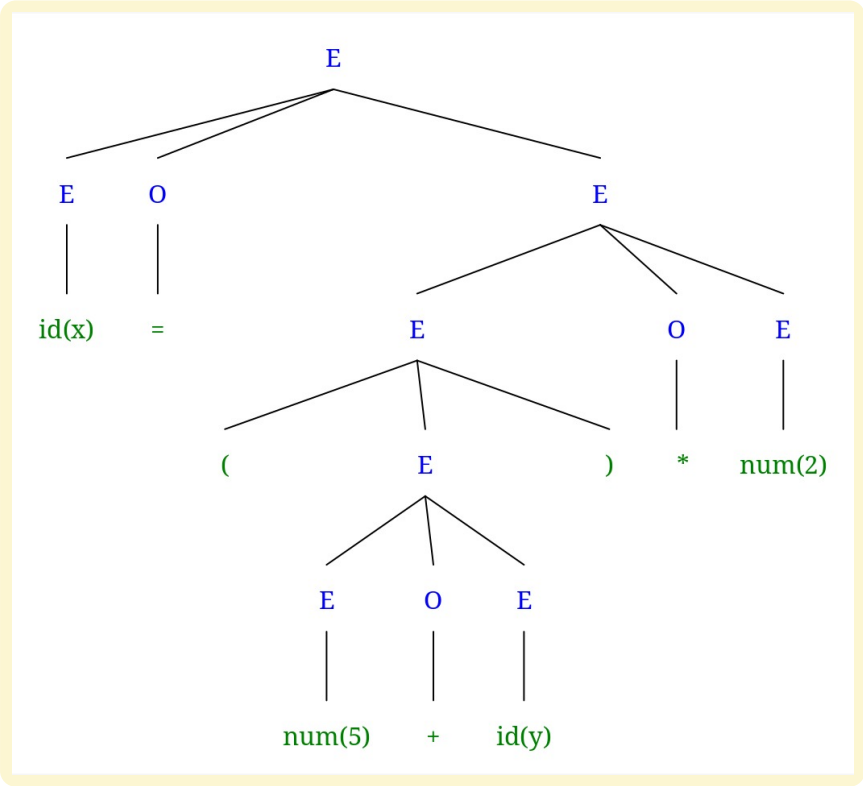 E
E O E
id(x) = E O E
( E ) * num(2)
E O E
num(5) + id(y)